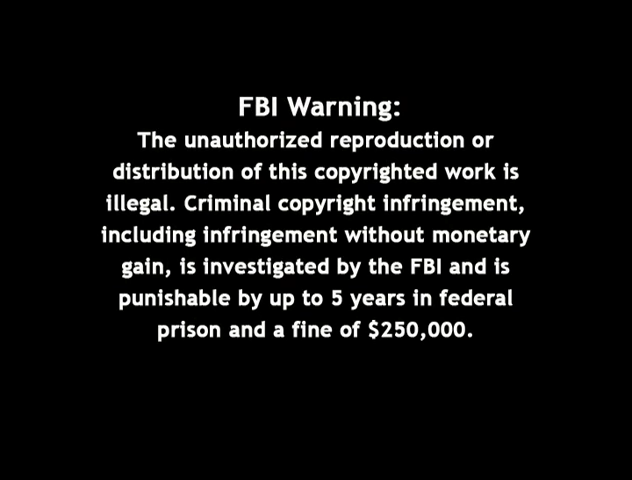 FBI Warning:
The unauthorized reproduction or
distribution of this copyrighted work is
illegal. Criminal copyright infringement,
including infringement without monetary
gain, is investigated by the FBI and is
punishable by up to 5 years in federal
prison and a fine of $250,000.